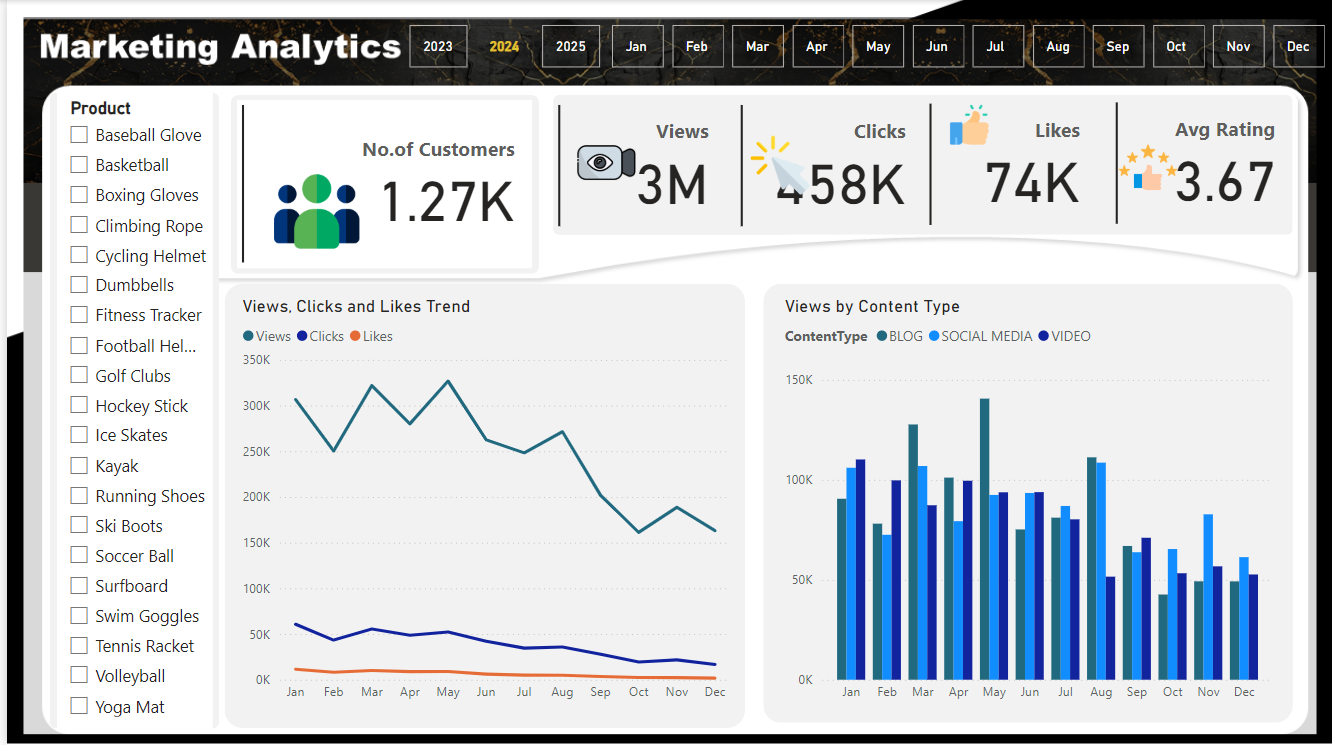 Marketing Analytics
2023 2024 2025 Jan Feb Mar Apr May Jun Jul Aug Sep Oct Nov Dec
Product
Baseball Glove
Basketball
Boxing Gloves
Climbing Rope
Cycling Helmet
Dumbbells
Fitness Tracker
Football Hel...
Golf Clubs
Hockey Stick
Ice Skates
Kayak
Running Shoes
Ski Boots
Soccer Ball
Surfboard
Swim Goggles
Tennis Racket
Volleyball
Yoga Mat
No.of Customers
1.27K
Views
3M
Clicks
458K
Likes
74K
Avg Rating
3.67
Views, Clicks and Likes Trend
Views Clicks Likes
350K
300K
250K
200K
150K
100K
50K
0K
Jan Feb Mar Apr May Jun Jul Aug Sep Oct Nov Dec
Views by Content Type
ContentType BLOG SOCIAL MEDIA VIDEO
150K
100K
50K
0K
Jan Feb Mar Apr May Jun Jul Aug Sep Oct Nov Dec